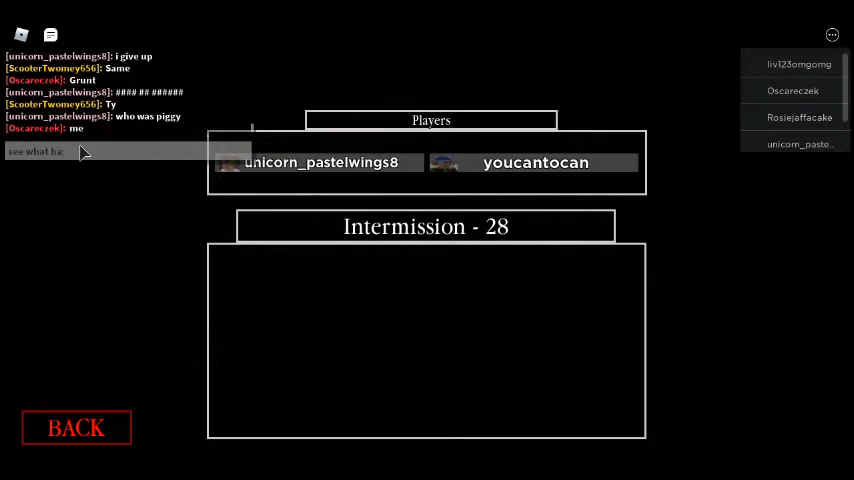 [unicorn_pastelwings8]: i give up
[ScooterTwomey656]: Same
[Oscareczek]: Grunt
[unicorn_pastelwings8]: #### ## ######
[ScooterTwomey656]: Ty
[unicorn_pastelwings8]: who was piggy
[Oscareczek]: me
see what ha
liv123omgomg
Oscareczek
Rosiejaffacake
unicorn_paste...
Players
unicorn_pastelwings8 youcantocan
Intermission - 28
BACK